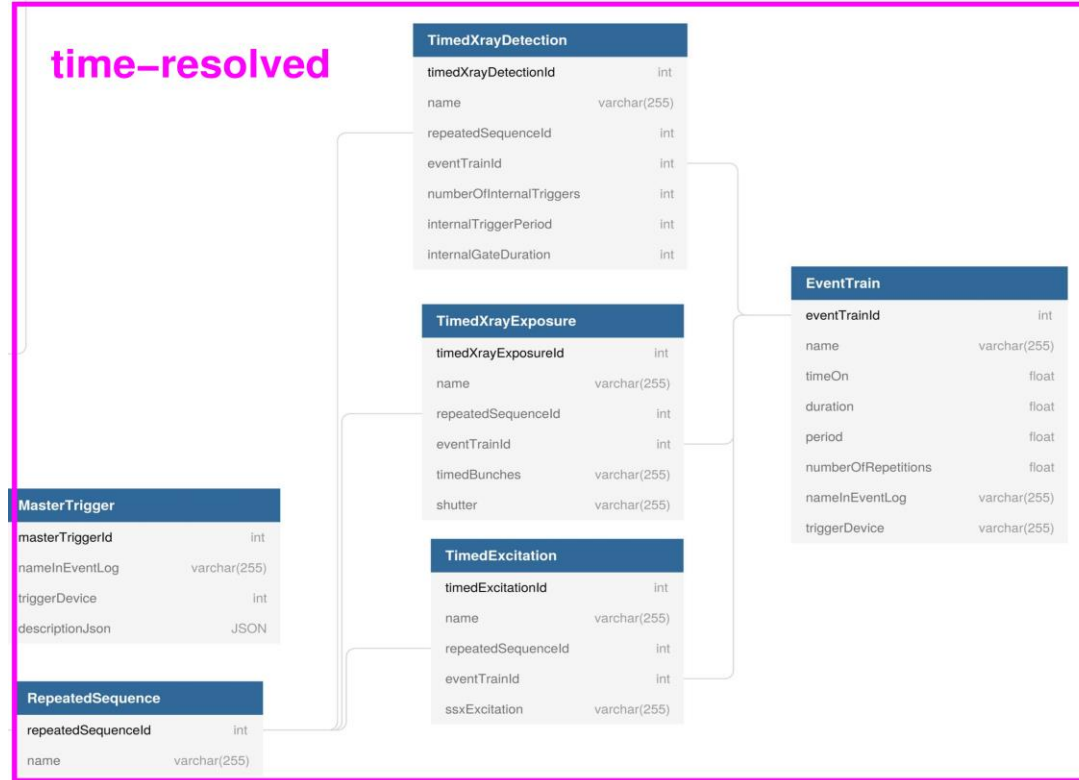 time–resolved
TimedXrayDetection
timedXrayDetectionId int
name varchar(255)
repeatedSequenceId int
eventTrainId int
numberOfInternalTriggers int
internalTriggerPeriod int
internalGateDuration int
TimedXrayExposure
timedXrayExposureId int
name varchar(255)
repeatedSequenceId int
eventTrainId int
timedBunches varchar(255)
shutter varchar(255)
EventTrain
eventTrainId int
name varchar(255)
timeOn float
duration float
period float
numberOfRepetitions float
nameInEventLog varchar(255)
triggerDevice varchar(255)
MasterTrigger
masterTriggerId int
nameInEventLog varchar(255)
triggerDevice int
descriptionJson JSON
TimedExcitation
timedExcitationId int
name varchar(255)
repeatedSequenceId int
eventTrainId int
ssxExcitation varchar(255)
RepeatedSequence
repeatedSequenceId int
name varchar(255)